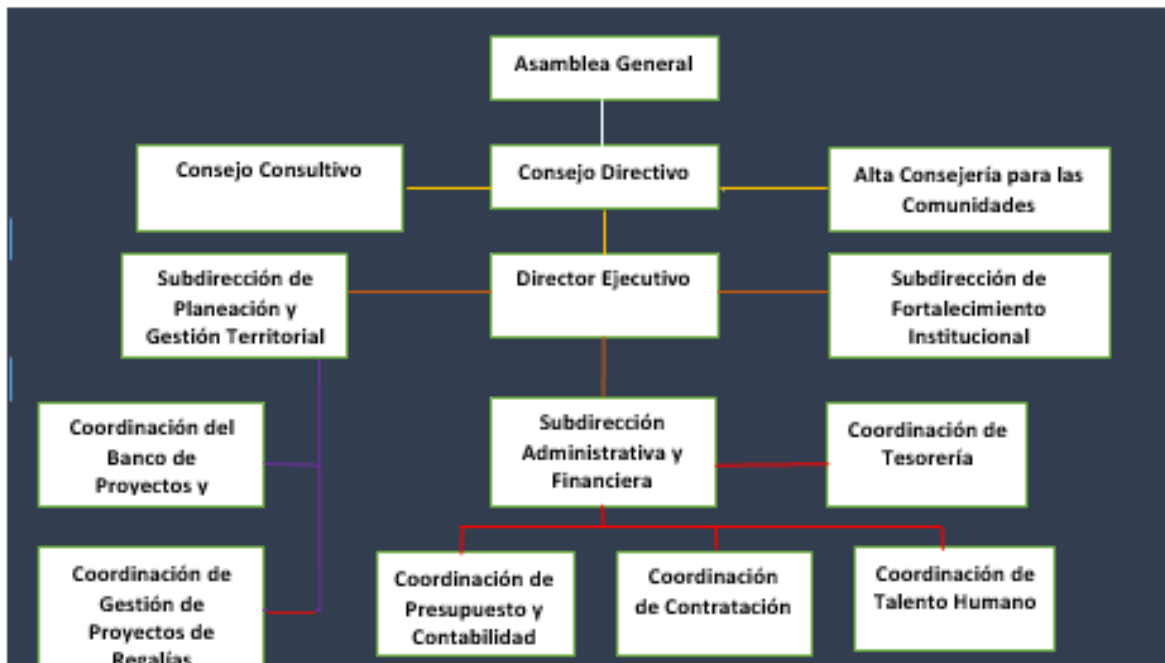 Asamblea General
Consejo Consultivo
Consejo Directivo
Alta Consejería para las
Comunidades
Subdirección de
Planeación y
Gestión Territorial
Director Ejecutivo
Subdirección de
Fortalecimiento
Institucional
Coordinación del
Banco de
Proyectos y
Subdirección
Administrativa y
Financiera
Coordinación de
Tesorería
Coordinación de
Gestión de
Proyectos de
Regalías
Coordinación de
Presupuesto y
Contabilidad
Coordinación
de Contratación
Coordinación de
Talento Humano